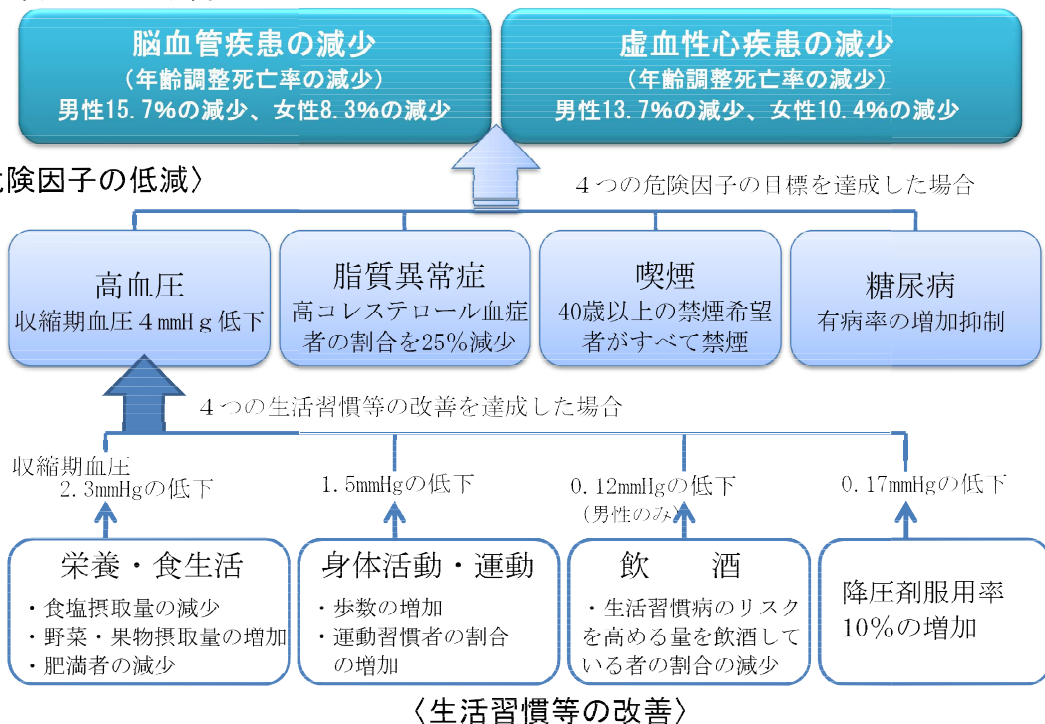 脳血管疾患の減少
(年齢調整死亡率の減少)
男性15.7%の減少、女性8.3%の減少
虚血性心疾患の減少
(年齢調整死亡率の減少)
男性13.7%の減少、女性10.4%の減少
険因子の低減〉
4つの危険因子の目標を達成した場合
高血圧
収縮期血圧4mmHg低下
脂質異常症
高コレステロール血症
者の割合を25%減少
喫煙
40歳以上の禁煙希望
者がすべて禁煙
糖尿病
有病率の増加抑制
4つの生活習慣等の改善を達成した場合
収縮期血圧
2.3mmHgの低下
1.5mmHgの低下
0.12mmHgの低下
(男性のみ)
0.17mmHgの低下
栄養・食生活
・食塩摂取量の減少
・野菜・果物摂取量の増加
・肥満者の減少
身体活動・運動
・歩数の増加
・運動習慣者の割合
の増加
飲 酒
・生活習慣病のリスク
を高める量を飲酒して
いる者の割合の減少
降圧剤服用率
10%の増加
〈生活習慣等の改善〉